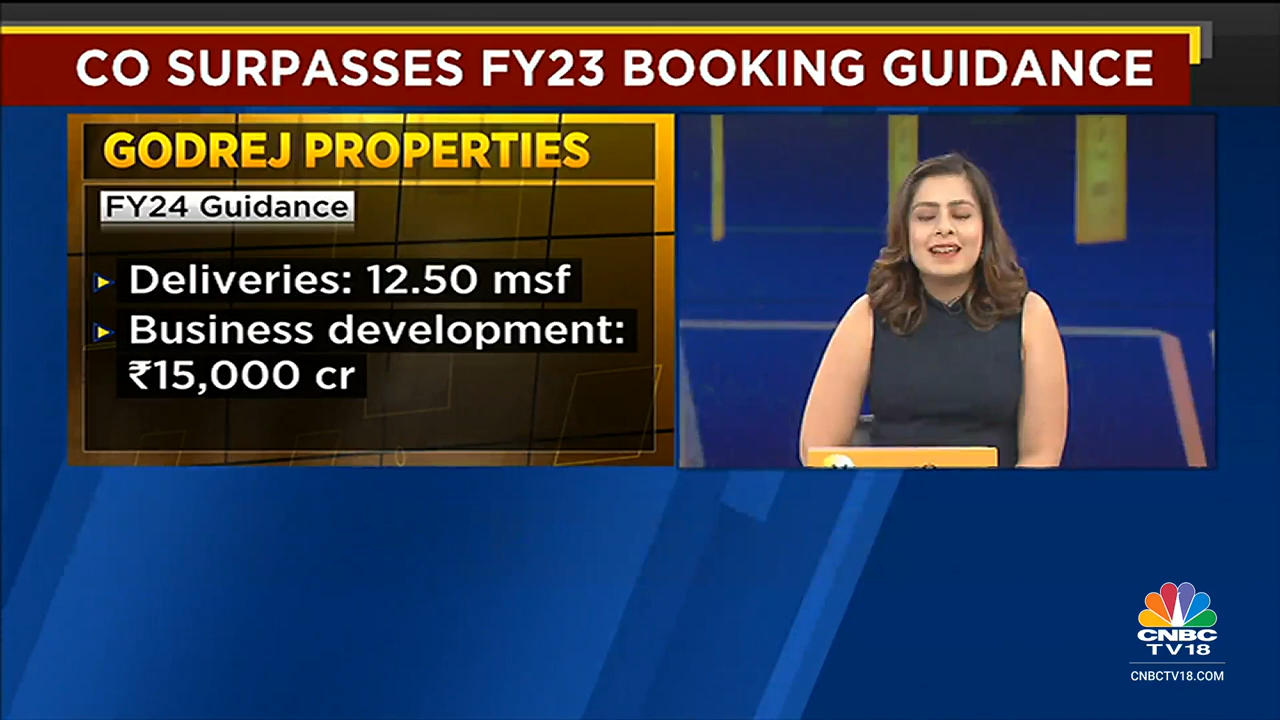 CO SURPASSES FY23 BOOKING GUIDANCE
GODREJ PROPERTIES
FY24 Guidance
Deliveries: 12.50 msf
Business development:
₹15,000 cr
CNBC
TV18
CNBCTV18.COM